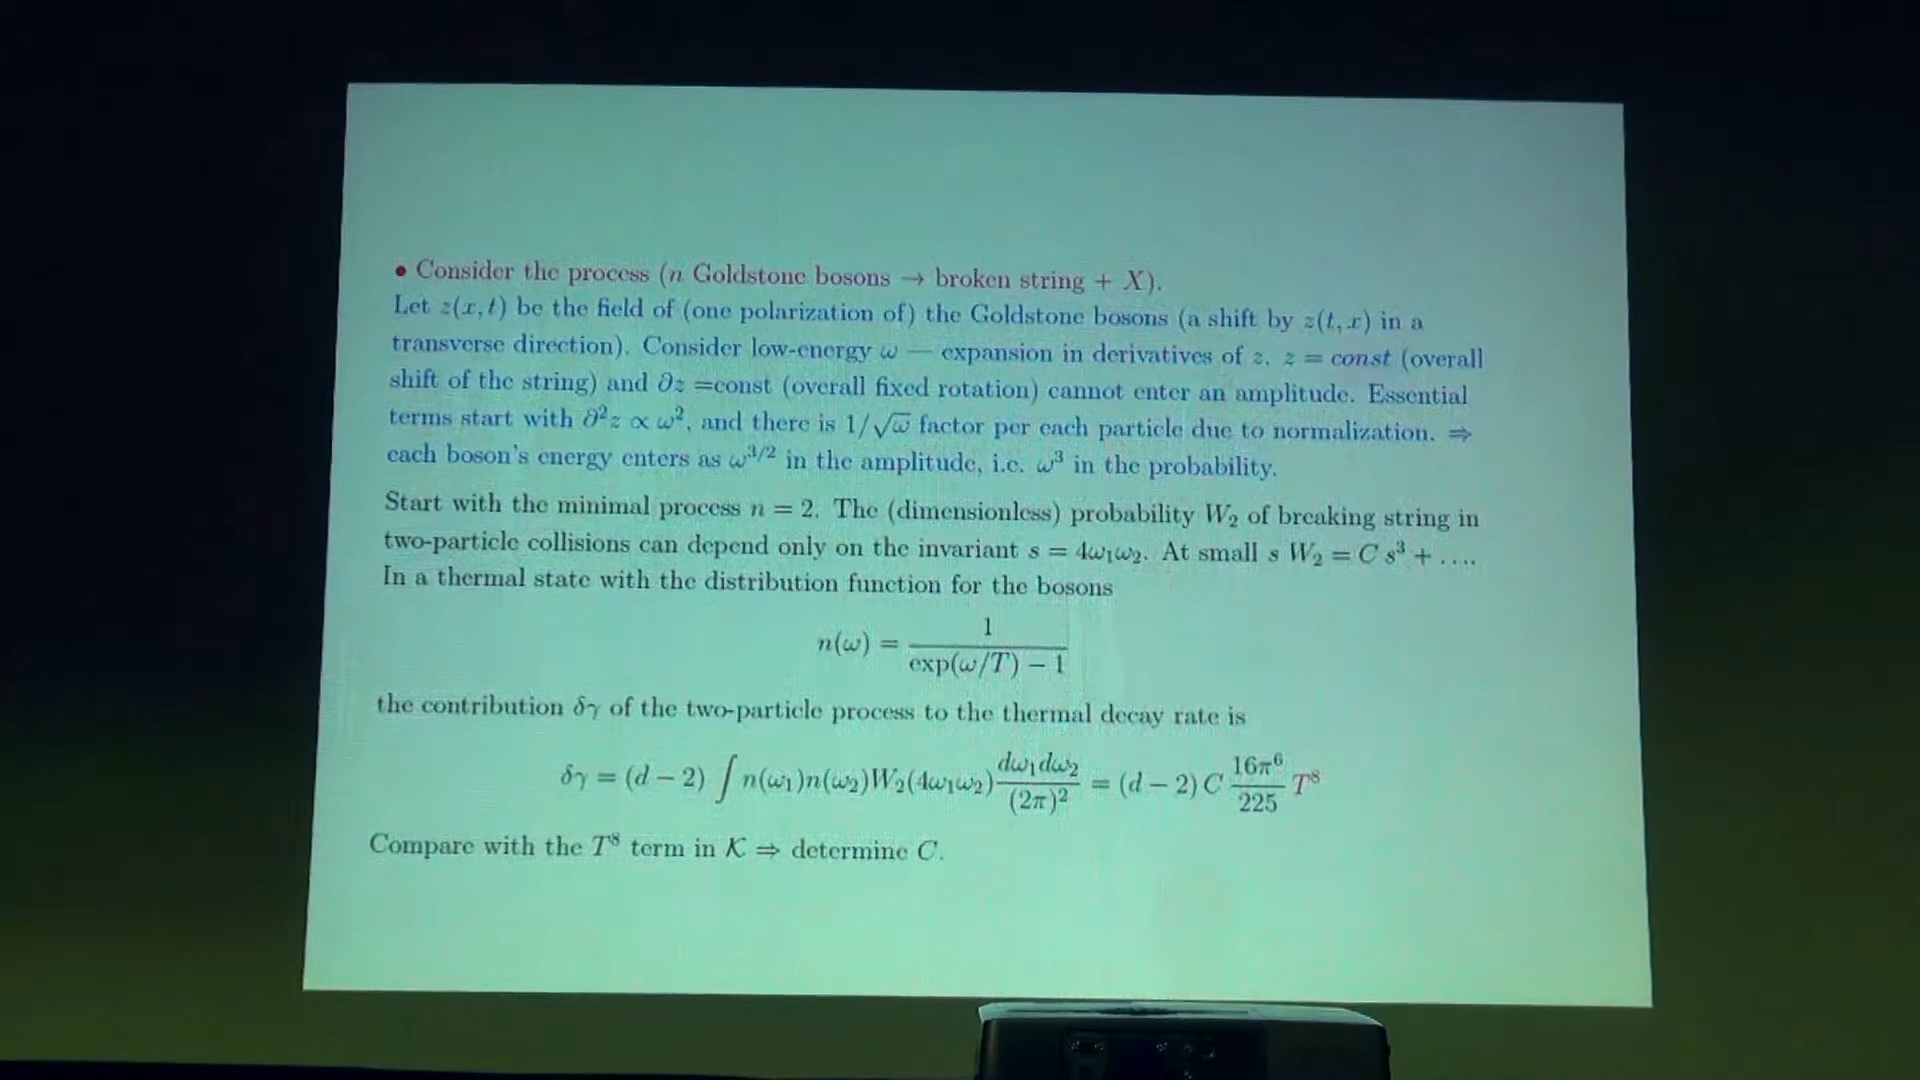 • Consider the process (n Goldstone bosons → broken string + X).
Let z(x, t) be the field of (one polarization of) the Goldstone bosons (a shift by z(t, x) in a
transverse direction). Consider low-energy ω — expansion in derivatives of z. z = const (overall
shift of the string) and ∂z =const (overall fixed rotation) cannot enter an amplitude. Essential
terms start with ∂²z ∝ ω², and there is 1/√ω factor per each particle due to normalization. ⇒
each boson's energy enters as ω^{3/2} in the amplitude, i.e. ω³ in the probability.
Start with the minimal process n = 2. The (dimensionless) probability W₂ of breaking string in
two-particle collisions can depend only on the invariant s = 4ω₁ω₂. At small s W₂ = C s³ + ....
In a thermal state with the distribution function for the bosons
n(ω) = 1 / (exp(ω/T) − 1)
the contribution δγ of the two-particle process to the thermal decay rate is
δγ = (d − 2) ∫ n(ω₁)n(ω₂)W₂(4ω₁ω₂) dω₁dω₂ / (2π)² = (d − 2) C 16π⁶ / 225 T⁸
Compare with the T⁸ term in K ⇒ determine C.